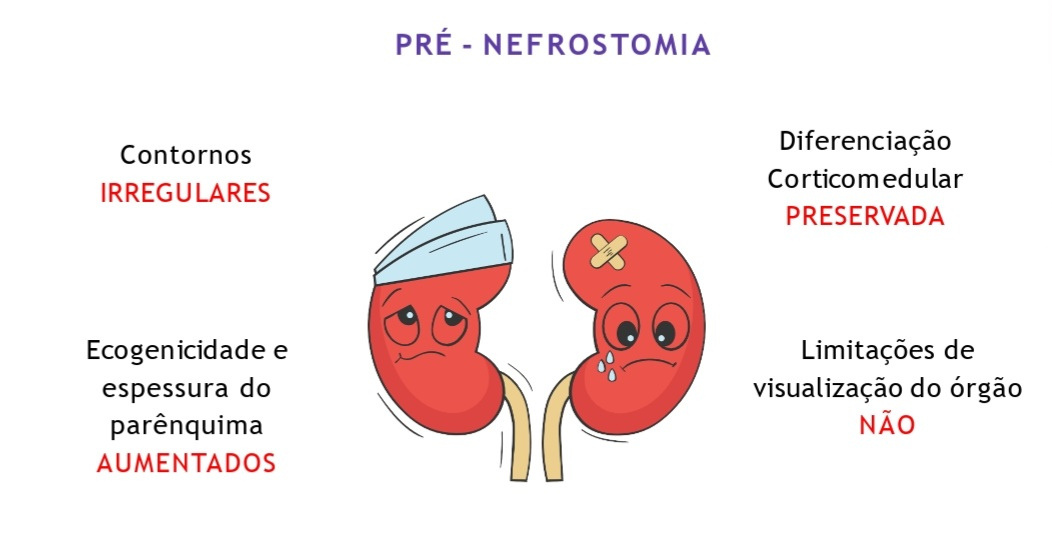 PRÉ - NEFROSTOMIA
Contornos
IRREGULARES
Diferenciação
Corticomedular
PRESERVADA
Ecogenicidade e
espessura do
parênquima
AUMENTADOS
Limitações de
visualização do órgão
NÃO